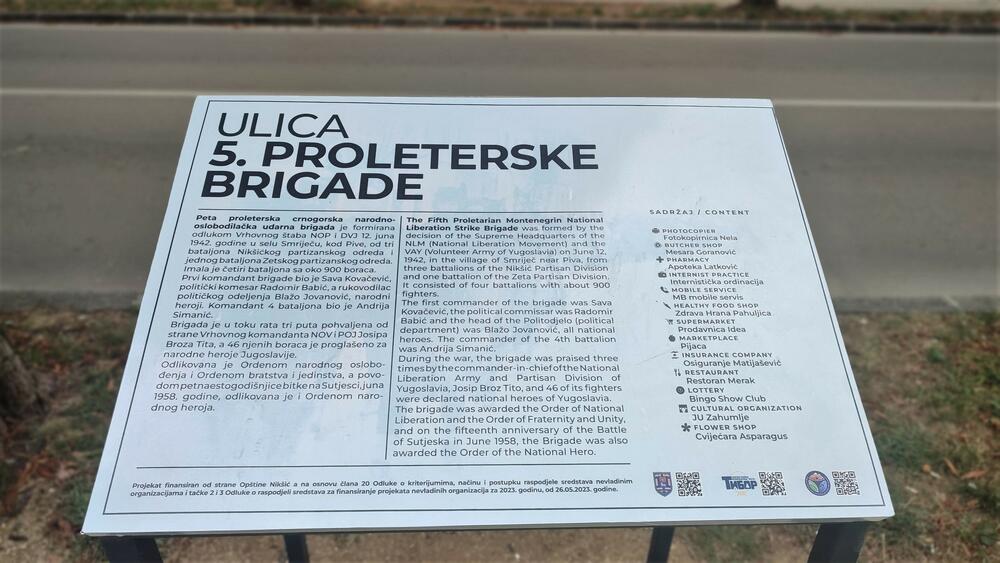 ULICA
5. PROLETERSKE
BRIGADE
Peta proleterska crnogorska narodno-
oslobodilačka udarna brigada je formirana
odlukom Vrhovnog štaba NOP i DVJ 12. juna
1942. godine u selu Smriječu, kod Pive, od tri
bataljona Nikšićkog partizanskog odreda i
jednog bataljona Zetskog partizanskog odreda.
Imala je četiri bataljona sa oko 900 boraca.
Prvi komandant brigade bio je Sava Kovačević,
politički komesar Radomir Babić, a rukovodilac
političkog odeljenja Blažo Jovanović, narodni
heroji. Komandant 4 bataljona bio je Andrija
Simanić.
Brigada je u toku rata tri puta pohvaljena od
strane Vrhovnog komandanta NOV i POJ Josipa
Broza Tita, a 46 njenih boraca je proglašeno za
narodne heroje Jugoslavije.
Odlikovana je Ordenom narodnog oslobo-
đenja i Ordenom bratstva i jedinstva, a povo-
dom petnaestogodišnjice bitke na Sutjesci, juna
1958. godine, odlikovana je i Ordenom naro-
dnog heroja.
The Fifth Proletarian Montenegrin National
Liberation Strike Brigade was formed by the
decision of the Supreme Headquarters of the
NLM (National Liberation Movement) and the
VAY (Volunteer Army of Yugoslavia) on June 12,
1942, in the village of Smriječ near Piva, from
three battalions of the Nikšić Partisan Division
and one battalion of the Zeta Partisan Division.
It consisted of four battalions with about 900
fighters.
The first commander of the brigade was Sava
Kovačević, the political commissar was Radomir
Babić and the head of the Politodjelo (political
department) was Blažo Jovanović, all national
heroes. The commander of the 4th battalion
was Andrija Simanić.
During the war, the brigade was praised three
times by the commander-in-chief of the National
Liberation Army and Partisan Division of
Yugoslavia, Josip Broz Tito, and 46 of its fighters
were declared national heroes of Yugoslavia.
The brigade was awarded the Order of National
Liberation and the Order of Fraternity and Unity,
and on the fifteenth anniversary of the Battle
of Sutjeska in June 1958, the Brigade was also
awarded the Order of the National Hero.
SADRŽAJ / CONTENT
PHOTOCOPIER
Fotokopirnica Nela
BUTCHER SHOP
Mesara Goranović
PHARMACY
Apoteka Latković
INTERNIST PRACTICE
Internistička ordinacija
MOBILE SERVICE
MB mobile servis
HEALTHY FOOD SHOP
Zdrava Hrana Pahuljica
SUPERMARKET
Prodavnica Idea
MARKETPLACE
Pijaca
INSURANCE COMPANY
Osiguranje Matijašević
RESTAURANT
Restoran Merak
LOTTERY
Bingo Show Club
CULTURAL ORGANIZATION
JU Zahumlje
FLOWER SHOP
Cvijećara Asparagus
Projekat finansiran od strane Opštine Nikšić a na osnovu člana 20 Odluke o kriterijumima, načinu i postupku raspodjele sredstava nevladinim
organizacijama i tačke 2 i 3 Odluke o raspodjeli sredstava za finansiranje projekata nevladinih organizacija za 2023. godinu, od 26.05.2023. godine.
ТИБОР